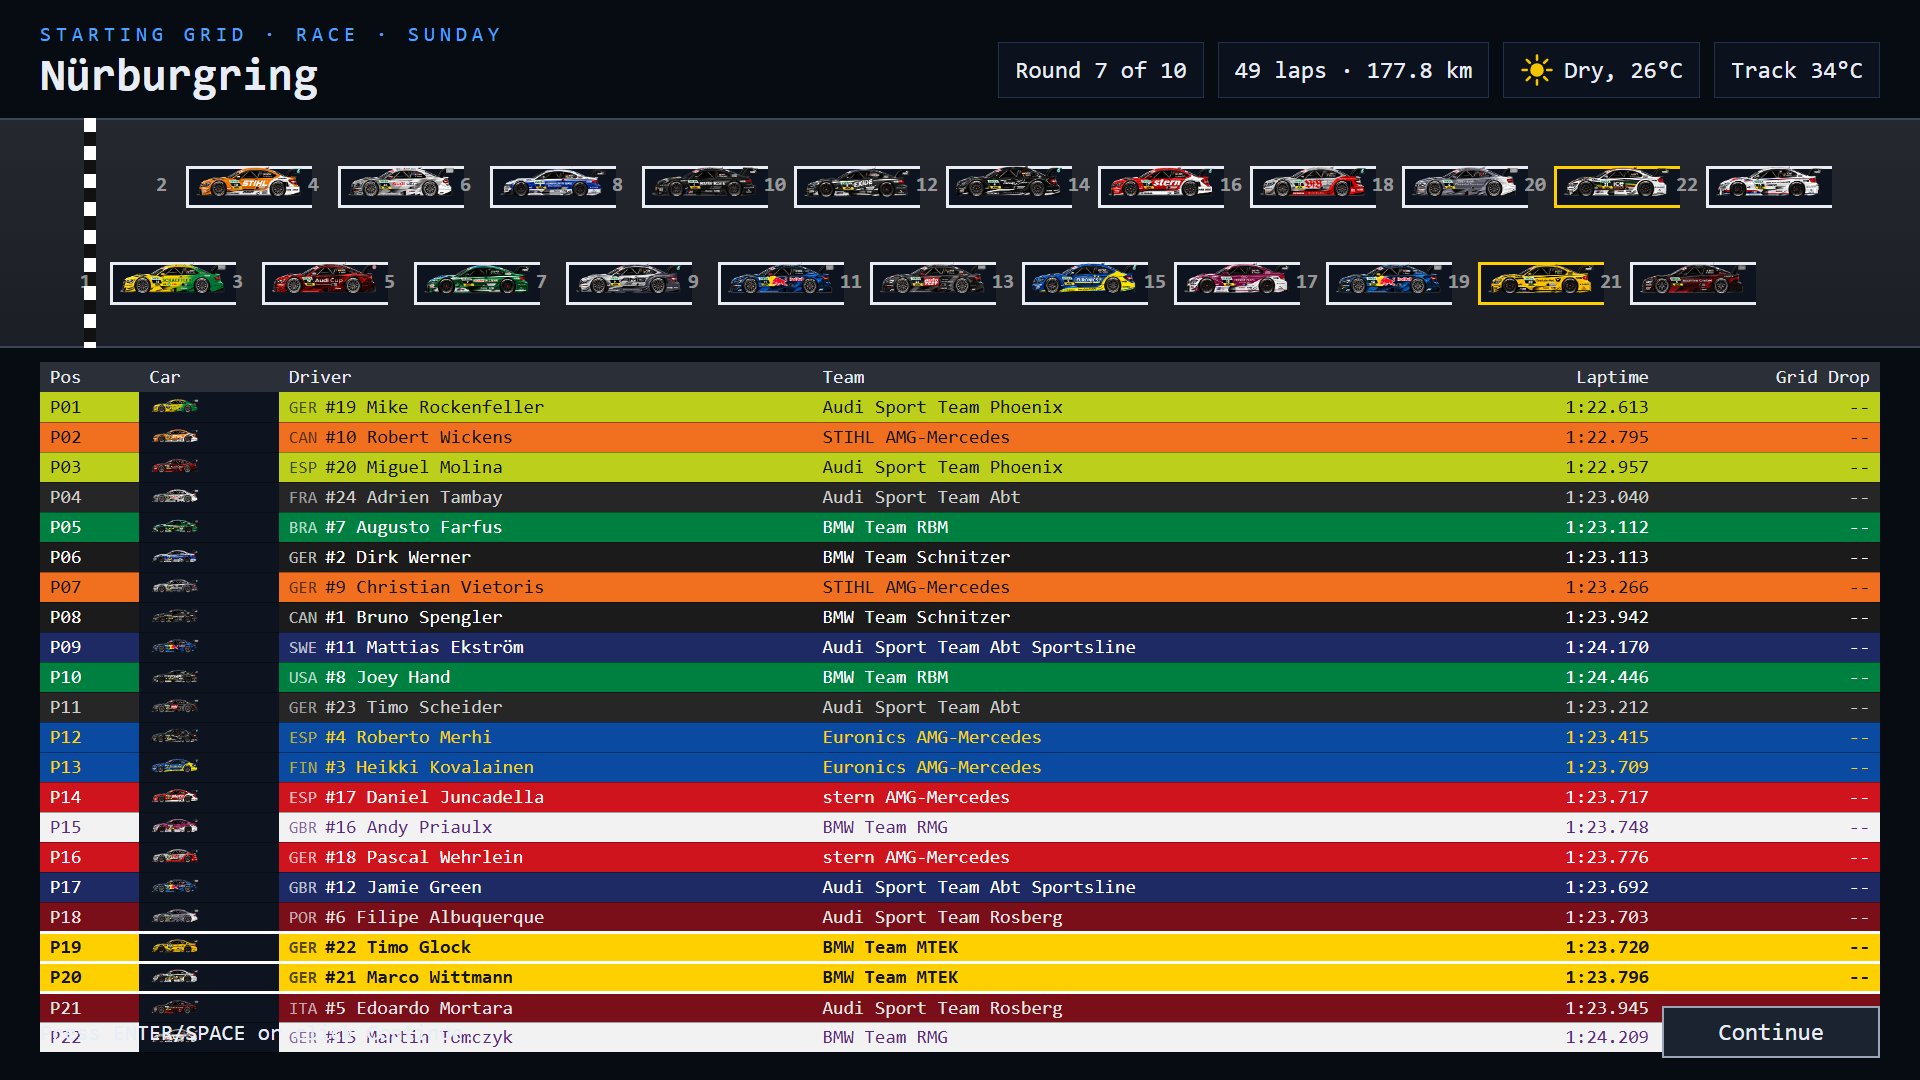 STARTING GRID · RACE · SUNDAY
Nürburgring
Round 7 of 10
49 laps · 177.8 km
Dry, 26°C
Track 34°C
2 4 6 8 10 12 14 16 18 20 22
1 3 5 7 9 11 13 15 17 19 21
Pos Car Driver Team Laptime Grid Drop
P01 GER #19 Mike Rockenfeller Audi Sport Team Phoenix 1:22.613 --
P02 CAN #10 Robert Wickens STIHL AMG-Mercedes 1:22.795 --
P03 ESP #20 Miguel Molina Audi Sport Team Phoenix 1:22.957 --
P04 FRA #24 Adrien Tambay Audi Sport Team Abt 1:23.040 --
P05 BRA #7 Augusto Farfus BMW Team RBM 1:23.112 --
P06 GER #2 Dirk Werner BMW Team Schnitzer 1:23.113 --
P07 GER #9 Christian Vietoris STIHL AMG-Mercedes 1:23.266 --
P08 CAN #1 Bruno Spengler BMW Team Schnitzer 1:23.942 --
P09 SWE #11 Mattias Ekström Audi Sport Team Abt Sportsline 1:24.170 --
P10 USA #8 Joey Hand BMW Team RBM 1:24.446 --
P11 GER #23 Timo Scheider Audi Sport Team Abt 1:23.212 --
P12 ESP #4 Roberto Merhi Euronics AMG-Mercedes 1:23.415 --
P13 FIN #3 Heikki Kovalainen Euronics AMG-Mercedes 1:23.709 --
P14 ESP #17 Daniel Juncadella stern AMG-Mercedes 1:23.717 --
P15 GBR #16 Andy Priaulx BMW Team RMG 1:23.748 --
P16 GER #18 Pascal Wehrlein stern AMG-Mercedes 1:23.776 --
P17 GBR #12 Jamie Green Audi Sport Team Abt Sportsline 1:23.692 --
P18 POR #6 Filipe Albuquerque Audi Sport Team Rosberg 1:23.703 --
P19 GER #22 Timo Glock BMW Team MTEK 1:23.720 --
P20 GER #21 Marco Wittmann BMW Team MTEK 1:23.796 --
P21 ITA #5 Edoardo Mortara Audi Sport Team Rosberg 1:23.945
P22 GER #15 Martin Tomczyk BMW Team RMG 1:24.209
ENTER/SPACE or
Continue